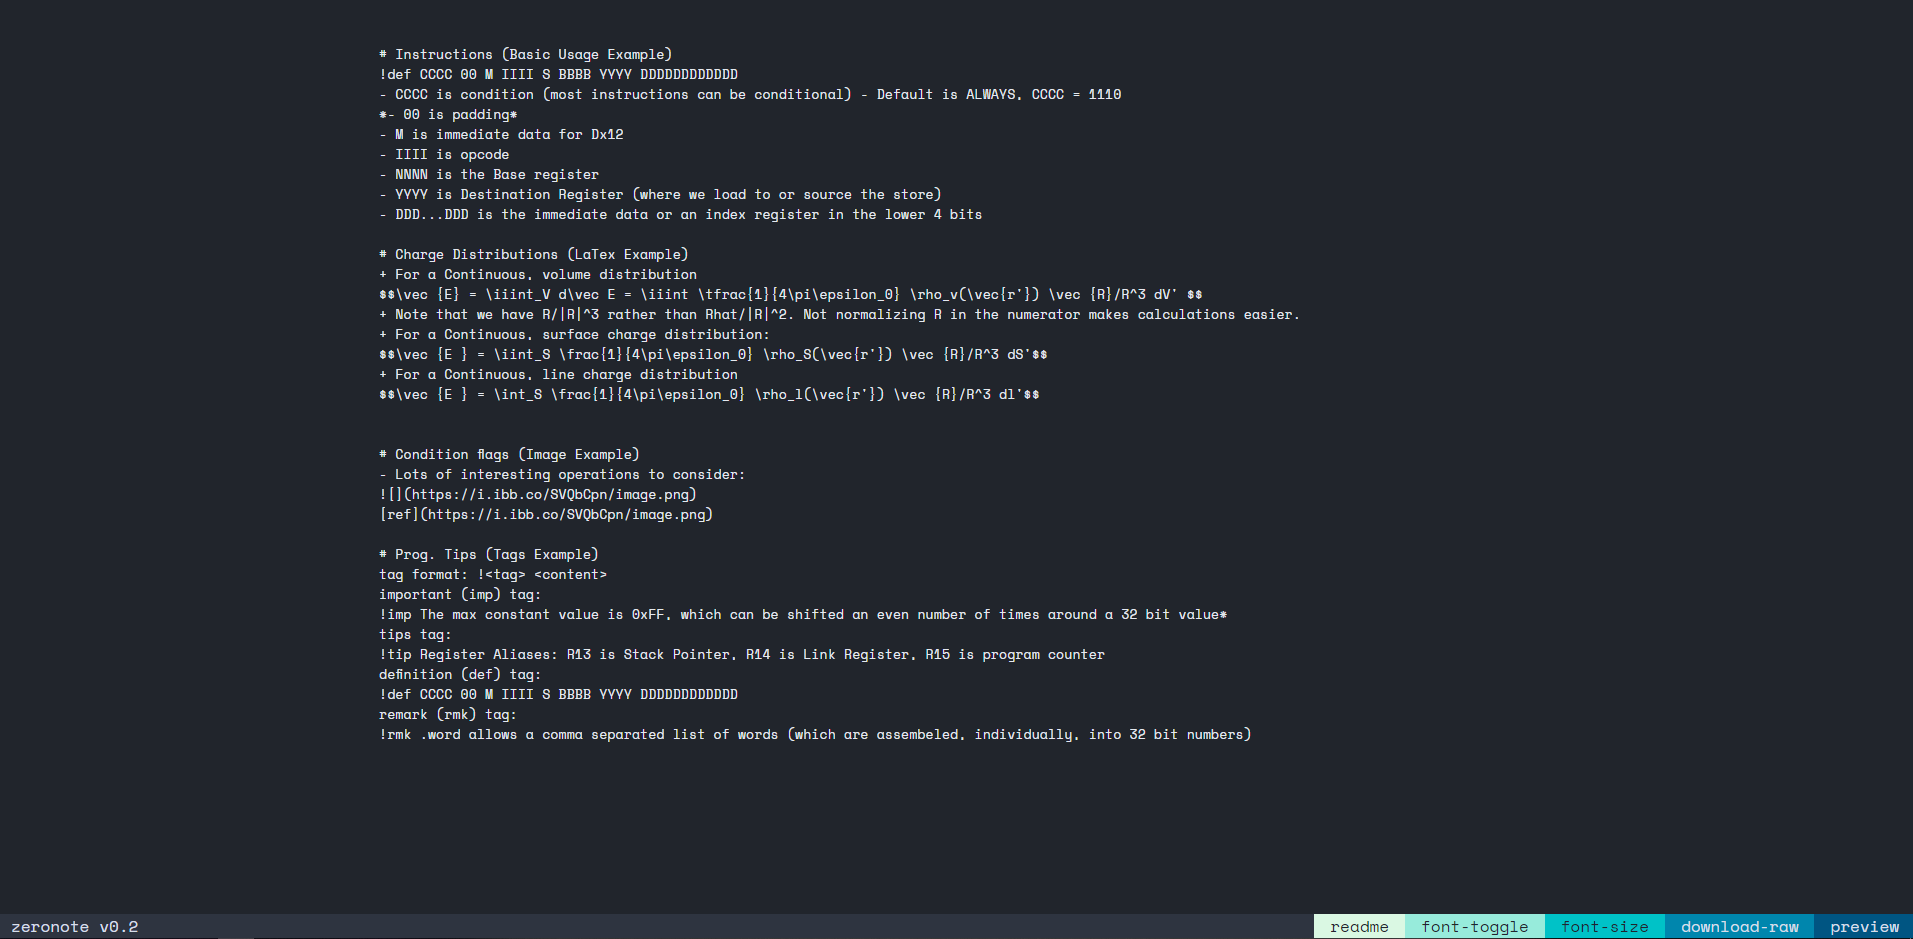 # Instructions (Basic Usage Example)
!def CCCC 00 M IIII S BBBB YYYY DDDDDDDDDDDD
- CCCC is condition (most instructions can be conditional) - Default is ALWAYS, CCCC = 1110
*- 00 is padding*
- M is immediate data for Dx12
- IIII is opcode
- NNNN is the Base register
- YYYY is Destination Register (where we load to or source the store)
- DDD...DDD is the immediate data or an index register in the lower 4 bits
# Charge Distributions (LaTex Example)
+ For a Continuous, volume distribution
$$\vec {E} = \iiint_V d\vec E = \iiint \tfrac{1}{4\pi\epsilon_0} \rho_v(\vec{r'}) \vec {R}/R^3 dV' $$
+ Note that we have R/|R|^3 rather than Rhat/|R|^2. Not normalizing R in the numerator makes calculations easier.
+ For a Continuous, surface charge distribution:
$$\vec {E } = \iint_S \frac{1}{4\pi\epsilon_0} \rho_S(\vec{r'}) \vec {R}/R^3 dS'$$
+ For a Continuous, line charge distribution
$$\vec {E } = \int_S \frac{1}{4\pi\epsilon_0} \rho_l(\vec{r'}) \vec {R}/R^3 dl'$$
# Condition flags (Image Example)
- Lots of interesting operations to consider:
![](https://i.ibb.co/SVQbCpn/image.png)
[ref](https://i.ibb.co/SVQbCpn/image.png)
# Prog. Tips (Tags Example)
tag format: !<tag> <content>
important (imp) tag:
!imp The max constant value is 0xFF, which can be shifted an even number of times around a 32 bit value*
tips tag:
!tip Register Aliases: R13 is Stack Pointer, R14 is Link Register, R15 is program counter
definition (def) tag:
!def CCCC 00 M IIII S BBBB YYYY DDDDDDDDDDDD
remark (rmk) tag:
!rmk .word allows a comma separated list of words (which are assembeled, individually, into 32 bit numbers)
zeronote v0.2 readme font-toggle font-size download-raw preview